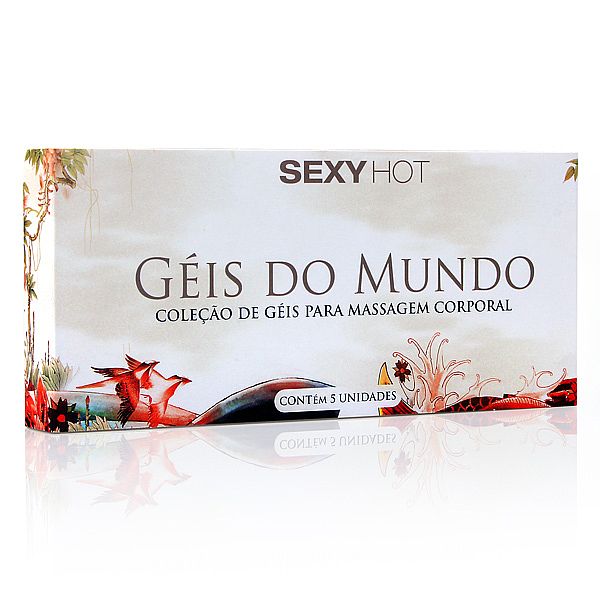 SEXY HOT
GÉIS DO MUNDO
COLEÇÃO DE GÉIS PARA MASSAGEM CORPORAL
CONTÉM 5 UNIDADES